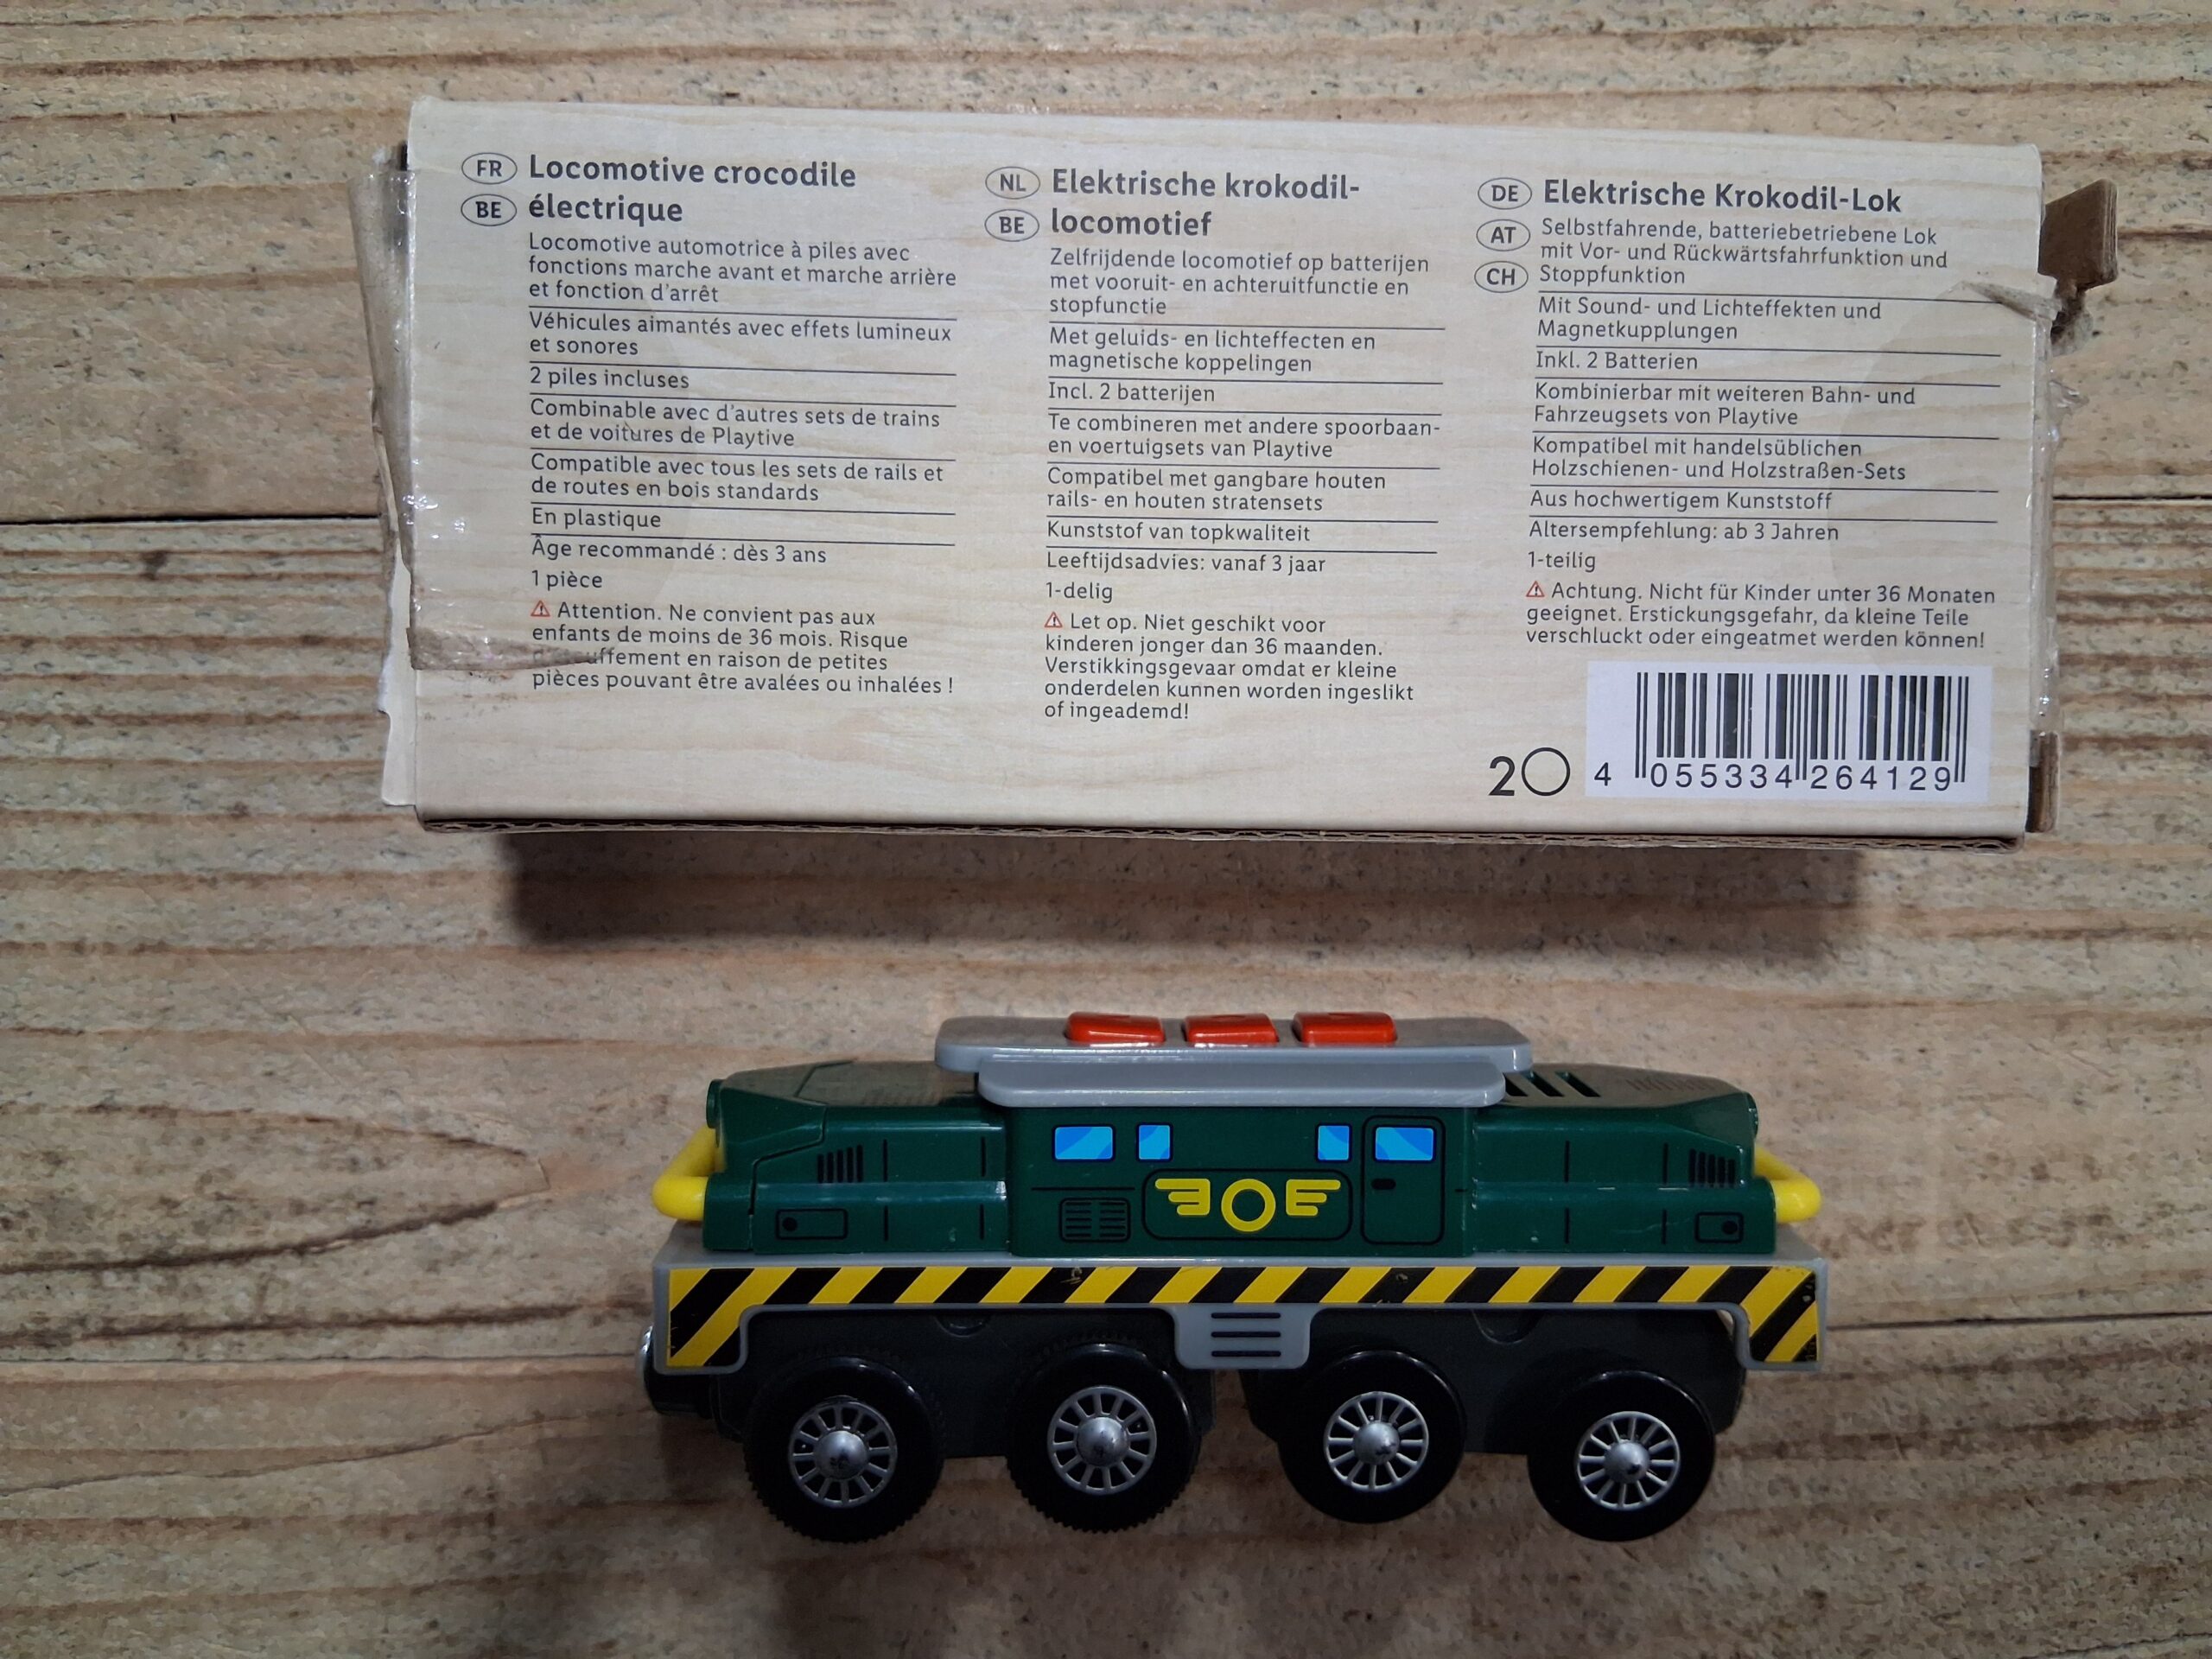 FR Locomotive crocodile
BE électrique
Locomotive automotrice à piles avec
fonctions marche avant et marche arrière
et fonction d'arrêt
Véhicules aimantés avec effets lumineux
et sonores
2 piles incluses
Combinable avec d'autres sets de trains
et de voitures de Playtive
Compatible avec tous les sets de rails et
de routes en bois standards
En plastique
Âge recommandé : dès 3 ans
1 pièce
⚠ Attention. Ne convient pas aux
enfants de moins de 36 mois. Risque
en raison de petites
pièces pouvant être avalées ou inhalées !
NL Elektrische krokodil-
BE locomotief
Zelfrijdende locomotief op batterijen
met vooruit- en achteruitfunctie en
stopfunctie
Met geluids- en lichteffecten en
magnetische koppelingen
Incl. 2 batterijen
Te combineren met andere spoorbaan-
en voertuigsets van Playtive
Compatibel met gangbare houten
rails- en houten stratensets
Kunststof van topkwaliteit
Leeftijdsadvies: vanaf 3 jaar
1-delig
⚠ Let op. Niet geschikt voor
kinderen jonger dan 36 maanden.
Verstikkingsgevaar omdat er kleine
onderdelen kunnen worden ingeslikt
of ingeademd!
DE Elektrische Krokodil-Lok
AT Selbstfahrende, batteriebetriebene Lok
mit Vor- und Rückwärtsfahrfunktion und
CH Stoppfunktion
Mit Sound- und Lichteffekten und
Magnetkupplungen
Inkl. 2 Batterien
Kombinierbar mit weiteren Bahn- und
Fahrzeugsets von Playtive
Kompatibel mit handelsüblichen
Holzschienen- und Holzstraßen-Sets
Aus hochwertigem Kunststoff
Altersempfehlung: ab 3 Jahren
1-teilig
⚠ Achtung. Nicht für Kinder unter 36 Monaten
geeignet. Erstickungsgefahr, da kleine Teile
verschluckt oder eingeatmet werden können!
20 4 055334 264129